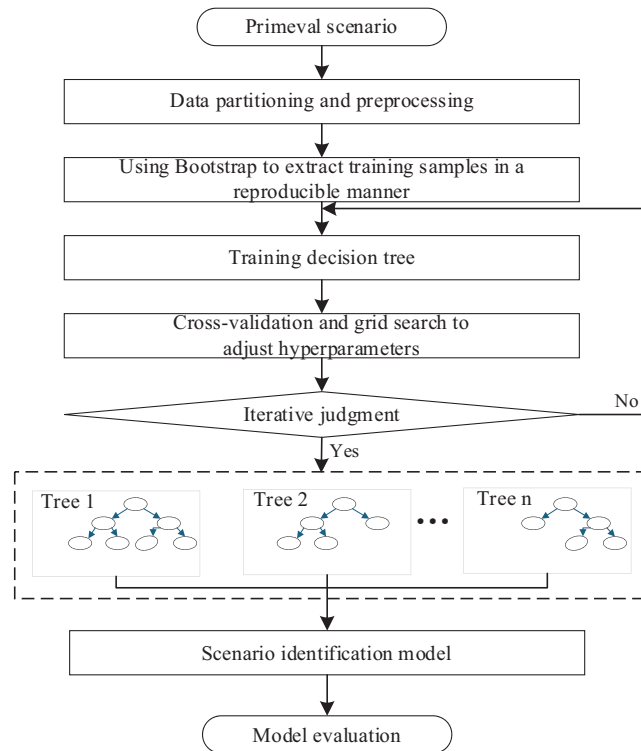 Primeval scenario
Data partitioning and preprocessing
Using Bootstrap to extract training samples in a
reproducible manner
Training decision tree
Cross-validation and grid search to
adjust hyperparameters
Iterative judgment
No
Yes
Tree 1
Tree 2
Tree n
Scenario identification model
Model evaluation